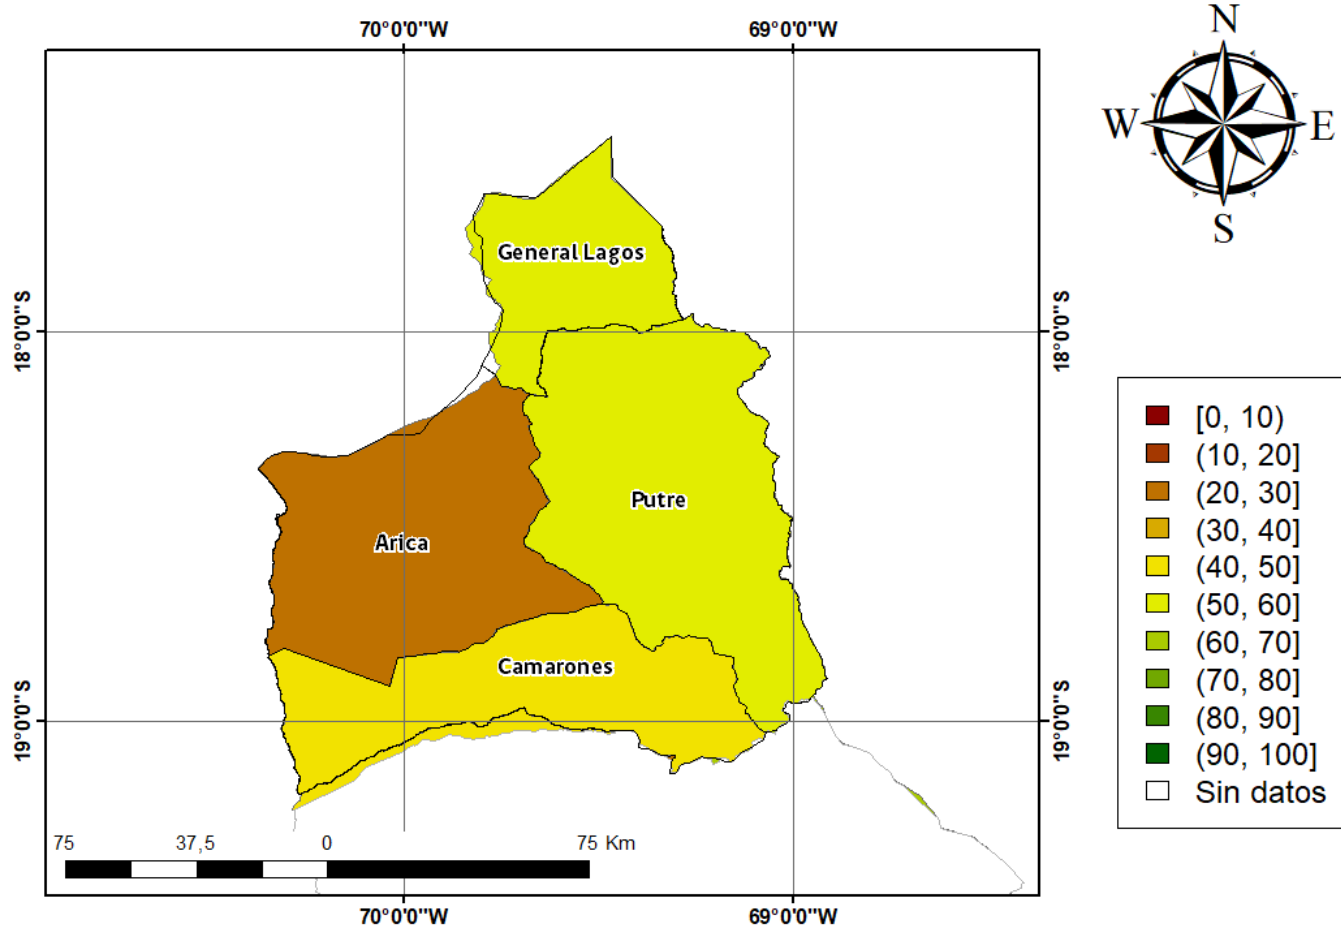 70°0'0"W 69°0'0"W
N
W E
S
General Lagos
18°0'0"S 18°0'0"S
Putre
Arica
Camarones
19°0'0"S 19°0'0"S
[0, 10)
(10, 20]
(20, 30]
(30, 40]
(40, 50]
(50, 60]
(60, 70]
(70, 80]
(80, 90]
(90, 100]
Sin datos
75 37,5 0 75 Km
70°0'0"W 69°0'0"W